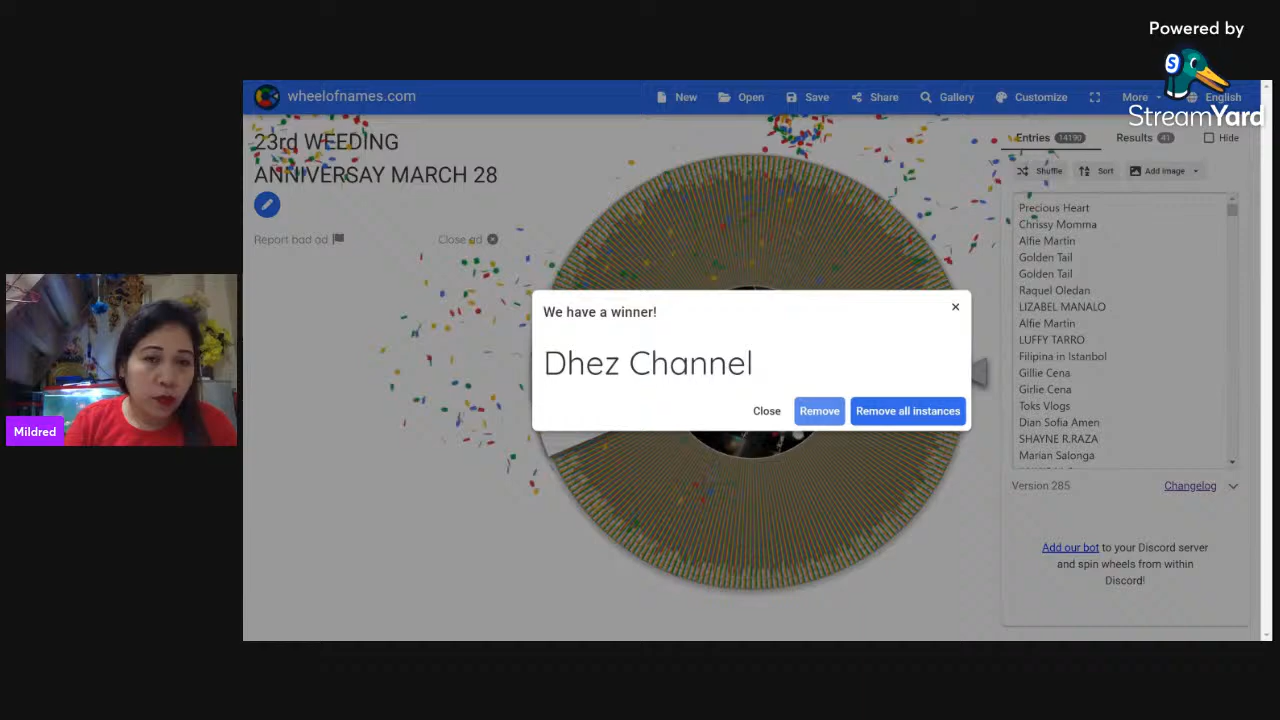 Powered by
StreamYard
wheelofnames.com
New
Open
Save
Share
Gallery
Customize
More
English
23rd WEEDING
ANNIVERSAY MARCH 28
Report bad ad
Close ad
Entries 14190
Results 41
Hide
Shuffle
Sort
Add image
Precious Heart
Chrissy Momma
Alfie Martin
Golden Tail
Golden Tail
Raquel Oledan
LIZABEL MANALO
Alfie Martin
LUFFY TARRO
Filipina in Istanbol
Gillie Cena
Girlie Cena
Toks Vlogs
Dian Sofia Amen
SHAYNE R.RAZA
Marian Salonga
We have a winner!
Dhez Channel
Close
Remove
Remove all instances
Mildred
Version 285
Changelog
Add our bot to your Discord server
and spin wheels from within
Discord!